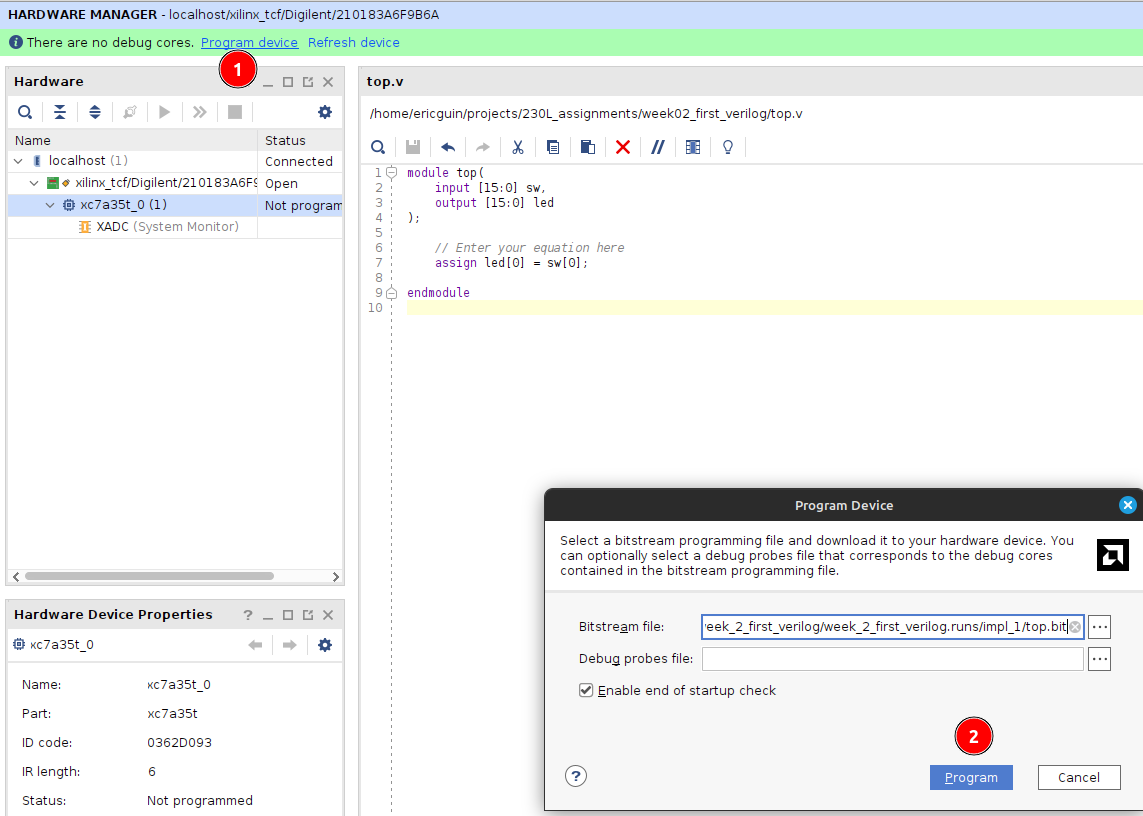 HARDWARE MANAGER - localhost/xilinx_tcf/Digilent/210183A6F9B6A
There are no debug cores. Program device Refresh device
1
Hardware
Name Status
localhost (1) Connected
xilinx_tcf/Digilent/210183A6F9 Open
xc7a35t_0 (1) Not program
XADC (System Monitor)
Hardware Device Properties ?
xc7a35t_0
Name: xc7a35t_0
Part: xc7a35t
ID code: 0362D093
IR length: 6
Status: Not programmed
top.v
/home/ericguin/projects/230L_assignments/week02_first_verilog/top.v
1 module top(
2 input [15:0] sw,
3 output [15:0] led
4 );
5
6 // Enter your equation here
7 assign led[0] = sw[0];
8
9 endmodule
10
Program Device
Select a bitstream programming file and download it to your hardware device. You
can optionally select a debug probes file that corresponds to the debug cores
contained in the bitstream programming file.
Bitstream file: eek_2_first_verilog/week_2_first_verilog.runs/impl_1/top.bit ...
Debug probes file: ...
Enable end of startup check
2
? Program Cancel